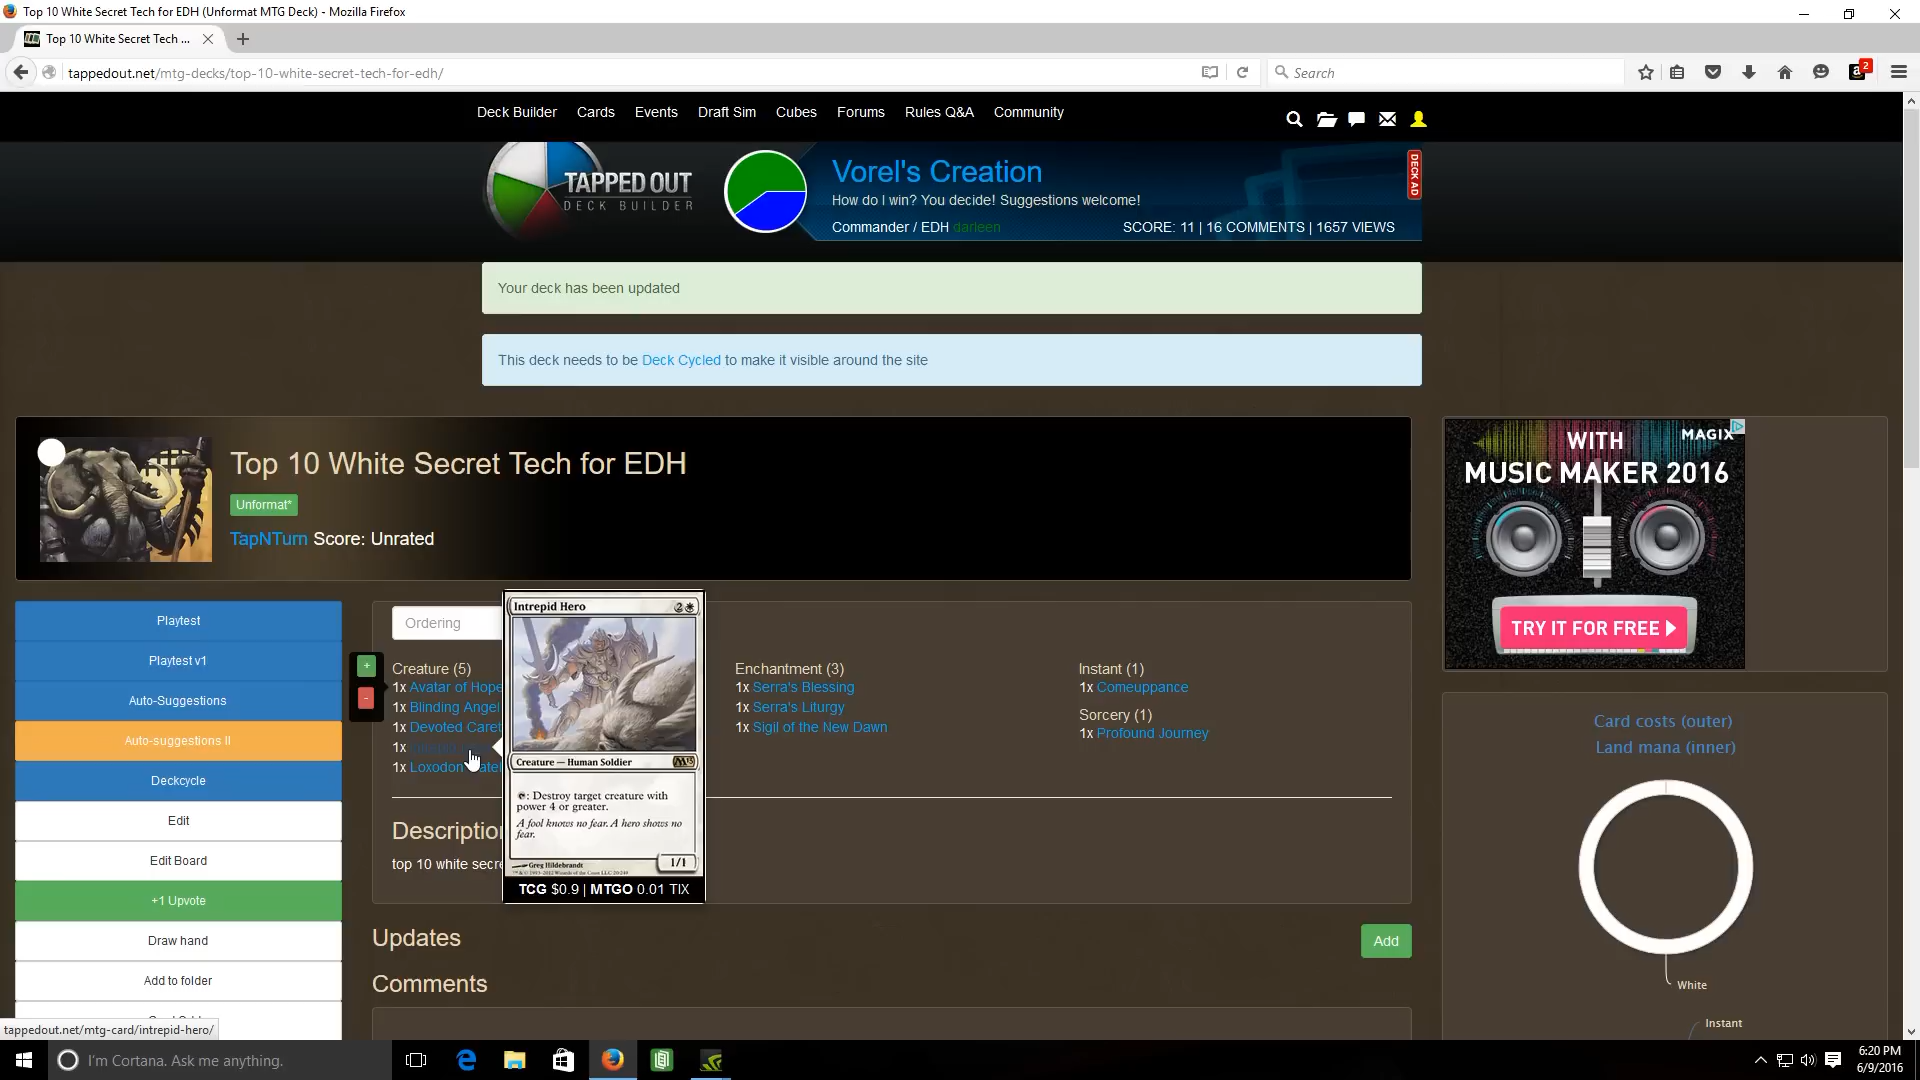 Top 10 White Secret Tech for EDH (Unformat MTG Deck) - Mozilla Firefox
Top 10 White Secret Tech ...
tappedout.net/mtg-decks/top-10-white-secret-tech-for-edh/
Search
2
Deck Builder Cards Events Draft Sim Cubes Forums Rules Q&A Community
TAPPED OUT
DECK BUILDER
Vorel's Creation
How do I win? You decide! Suggestions welcome!
Commander / EDH darleen SCORE: 11 | 16 COMMENTS | 1657 VIEWS
DECK AD
Your deck has been updated
This deck needs to be Deck Cycled to make it visible around the site
Top 10 White Secret Tech for EDH
Unformat*
TapNTurn Score: Unrated
WITH
MAGIX
MUSIC MAKER 2016
TRY IT FOR FREE
Playtest
Playtest v1
Auto-Suggestions
Auto-suggestions II
Deckcycle
Edit
Edit Board
+1 Upvote
Draw hand
Add to folder
Ordering
+
-
Creature (5)
1x Avatar of Hope
1x Blinding Angel
1x Devoted Caret
1x
1x Loxodon
Intrepid Hero 2
Creature — Human Soldier
M13
: Destroy target creature with
power 4 or greater.
A fool knows no fear. A hero shows no
fear.
Greg Hildebrandt
1/1
TCG $0.9 | MTGO 0.01 TIX
Enchantment (3)
1x Serra's Blessing
1x Serra's Liturgy
1x Sigil of the New Dawn
Instant (1)
1x Comeuppance
Sorcery (1)
1x Profound Journey
Description
top 10 white secre
Updates
Add
Comments
Card costs (outer)
Land mana (inner)
White
Instant
tappedout.net/mtg-card/intrepid-hero/
I'm Cortana. Ask me anything.
6:20 PM
6/9/2016